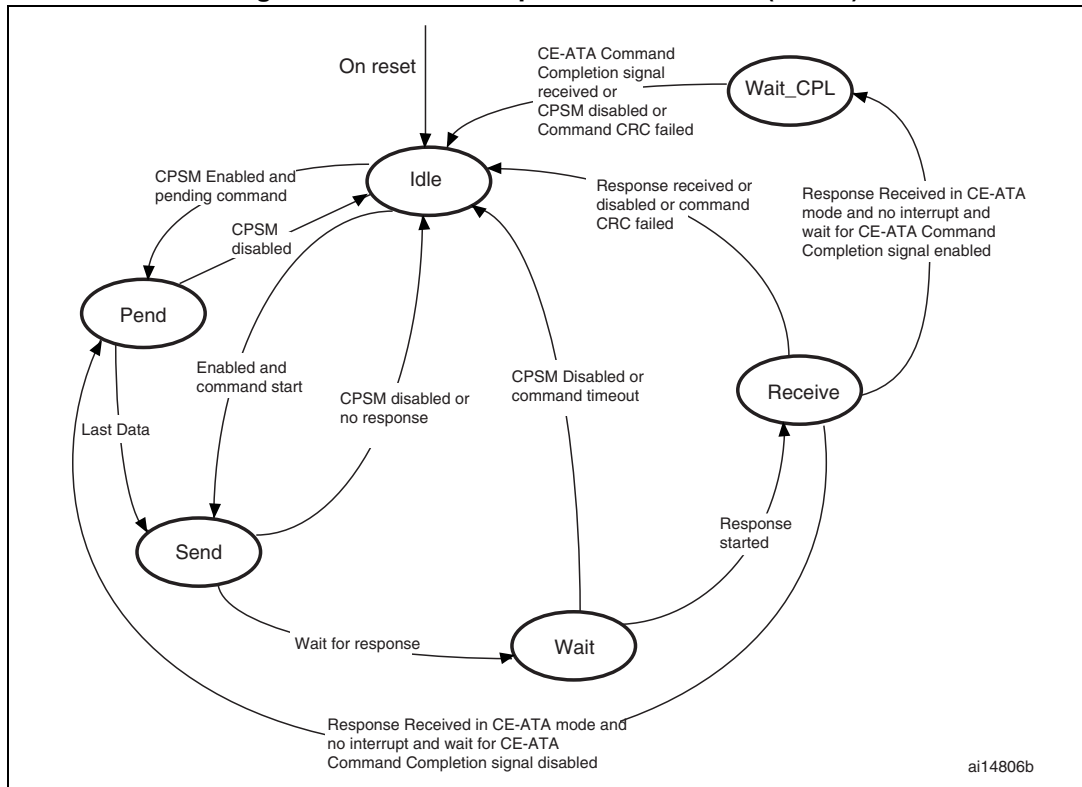 On reset
CE-ATA Command
Completion signal
received or
CPSM disabled or
Command CRC failed
Wait_CPL
CPSM Enabled and
pending command
Idle
Response received or
disabled or command
CRC failed
Response Received in CE-ATA
mode and no interrupt and
wait for CE-ATA Command
Completion signal enabled
CPSM
disabled
Pend
Enabled and
command start
CPSM disabled or
no response
CPSM Disabled or
command timeout
Receive
Last Data
Send
Response
started
Wait for response
Wait
Response Received in CE-ATA mode and
no interrupt and wait for CE-ATA
Command Completion signal disabled
ai14806b